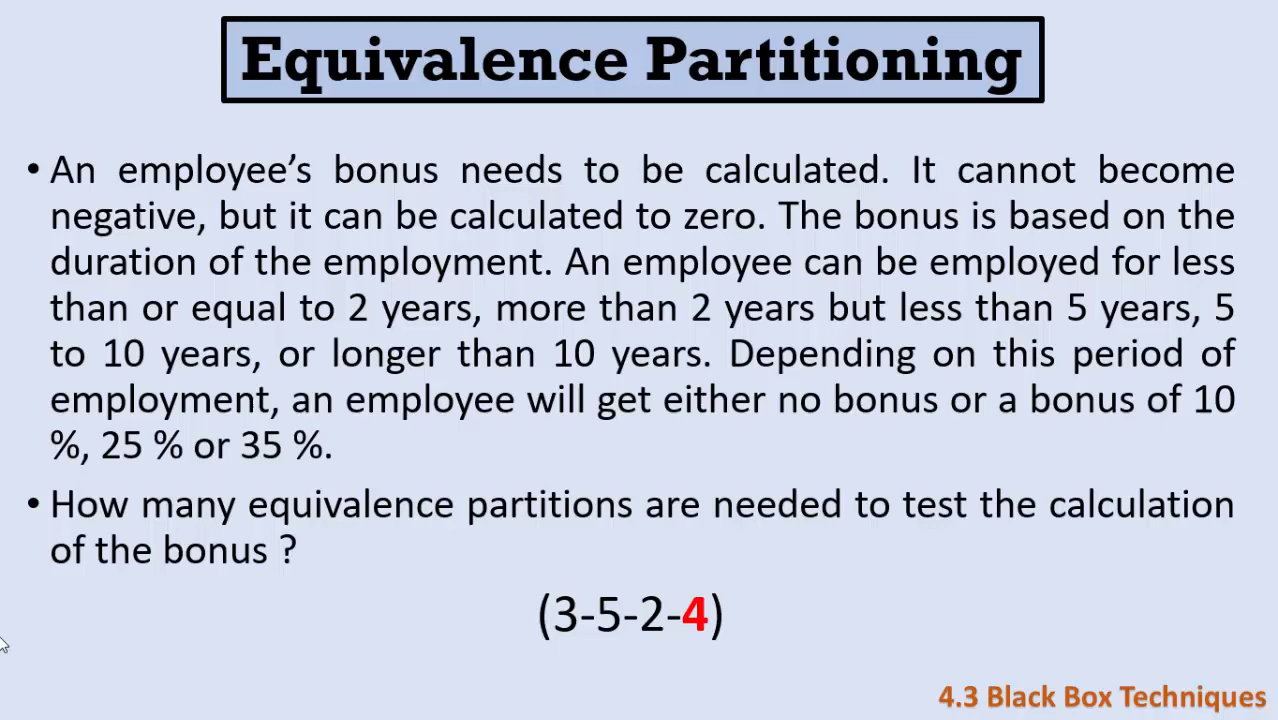 Equivalence Partitioning
• An employee’s bonus needs to be calculated. It cannot become
negative, but it can be calculated to zero. The bonus is based on the
duration of the employment. An employee can be employed for less
than or equal to 2 years, more than 2 years but less than 5 years, 5
to 10 years, or longer than 10 years. Depending on this period of
employment, an employee will get either no bonus or a bonus of 10
%, 25 % or 35 %.
• How many equivalence partitions are needed to test the calculation
of the bonus ?
(3-5-2-4)
4.3 Black Box Techniques